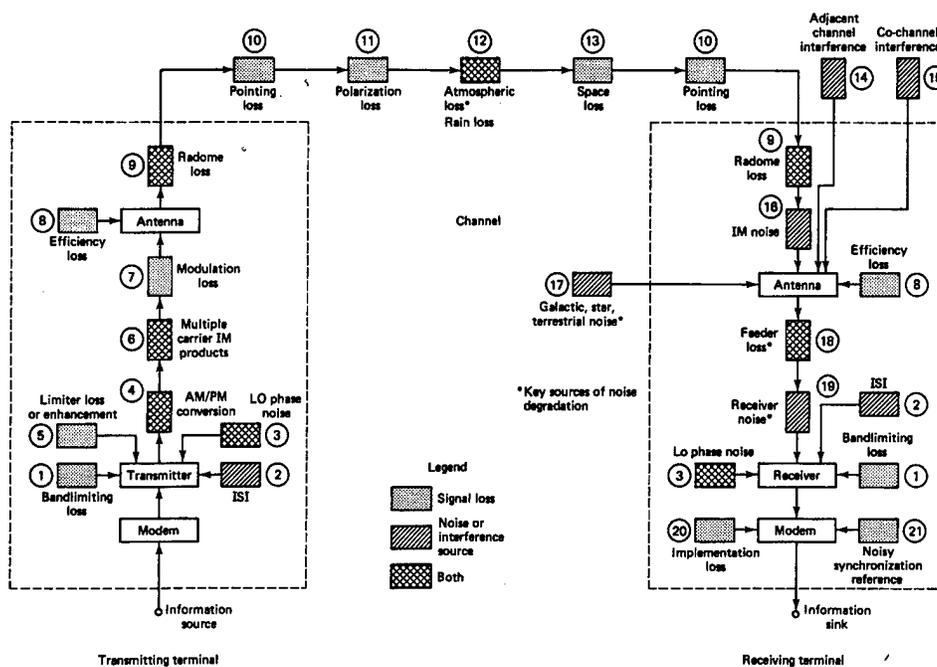 Adjacent
channel
interference
Co-channel
interference
10
11
12
13
10
14
15
Pointing
loss
Polarization
loss
Atmospheric
loss*
Rain loss
Space
loss
Pointing
loss
9
Radome
loss
9
Radome
loss
16
IM noise
8
Efficiency
loss
Antenna
Channel
7
Modulation
loss
17
Galactic, star,
terrestrial noise*
Antenna
Efficiency
loss
8
6
Multiple
carrier IM
products
Feeder
loss*
18
4
AM/PM
conversion
Limiter loss
or enhancement
5
LO phase
noise
3
*Key sources of noise
degradation
19
Receiver
noise*
ISI
2
1
Bandlimiting
loss
Transmitter
2
ISI
Lo phase noise
3
Receiver
Bandlimiting
loss
1
Modem
Legend
Signal loss
Noise or
interference
source
Both
20
Implementation
loss
Modem
21
Noisy
synchronization
reference
Information
source
Information
sink
Transmitting terminal
Receiving terminal